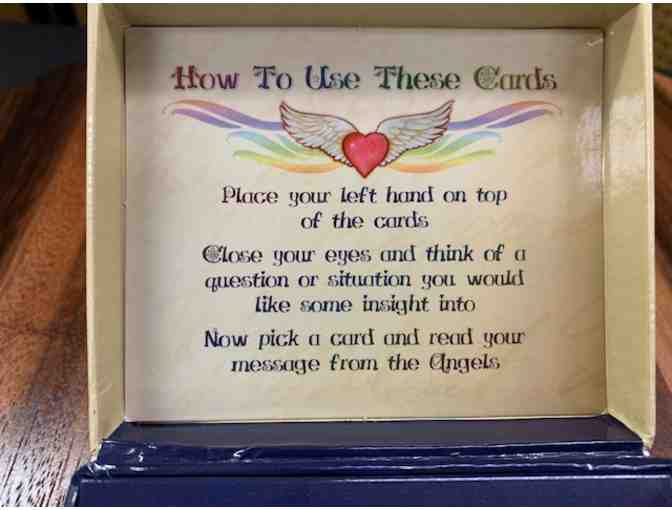 How To Use These Cards
Place your left hand on top
of the cards
Close your eyes and think of a
question or situation you would
like some insight into
Now pick a card and read your
message from the Angels